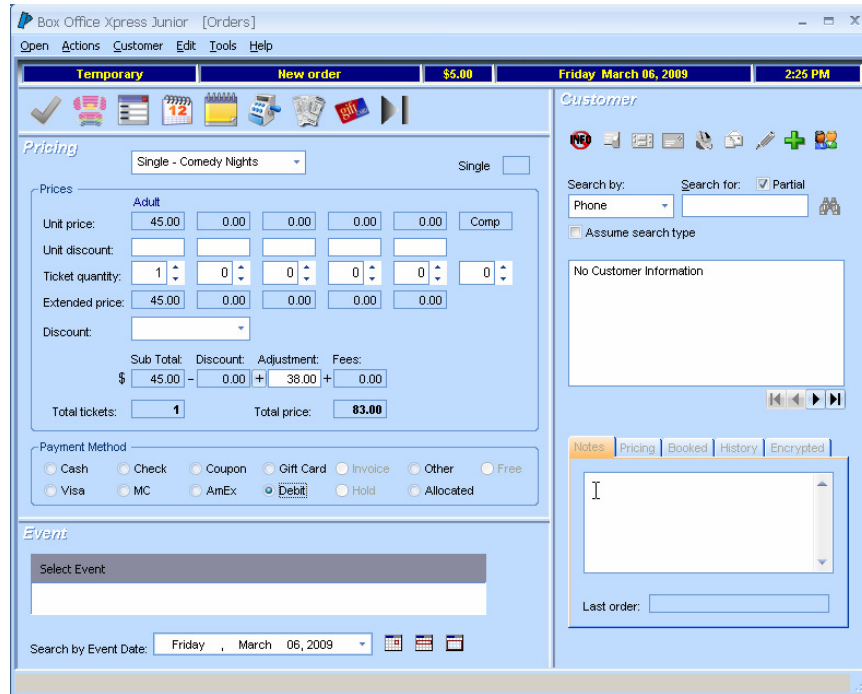 Box Office Xpress Junior [Orders]
Open Actions Customer Edit Tools Help
Temporary New order $5.00 Friday March 06, 2009 2:25 PM
12 gift
Pricing
Single - Comedy Nights Single
Prices
Adult
Unit price: 45.00 0.00 0.00 0.00 0.00 Comp
Unit discount:
Ticket quantity: 1 0 0 0 0 0
Extended price: 45.00 0.00 0.00 0.00 0.00
Discount:
Sub Total: Discount: Adjustment: Fees:
$ 45.00 - 0.00 + 38.00 + 0.00
Total tickets: 1 Total price: 83.00
Payment Method
Cash Check Coupon Gift Card Invoice Other Free
Visa MC AmEx Debit Hold Allocated
Event
Select Event
Search by Event Date: Friday , March 06, 2009
Customer
INFO
Search by: Search for: Partial
Phone
Assume search type
No Customer Information
Notes Pricing Booked History Encrypted
Last order: